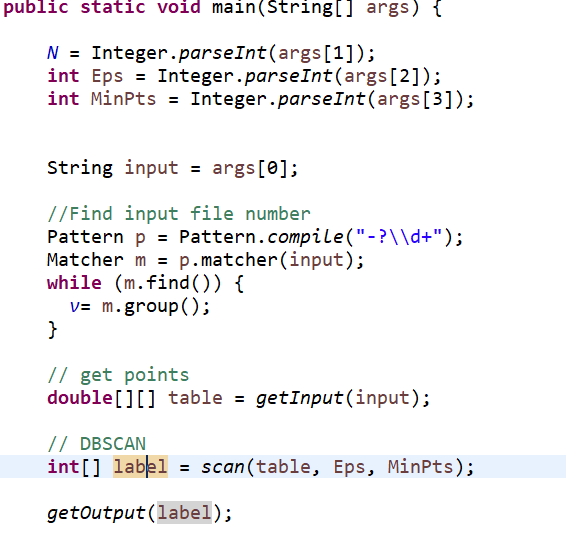 public static void main(String[] args) {
N = Integer.parseInt(args[1]);
int Eps = Integer.parseInt(args[2]);
int MinPts = Integer.parseInt(args[3]);
String input = args[0];
//Find input file number
Pattern p = Pattern.compile("-?\\d+");
Matcher m = p.matcher(input);
while (m.find()) {
v= m.group();
}
// get points
double[][] table = getInput(input);
// DBSCAN
int[] label = scan(table, Eps, MinPts);
getOutput(label);